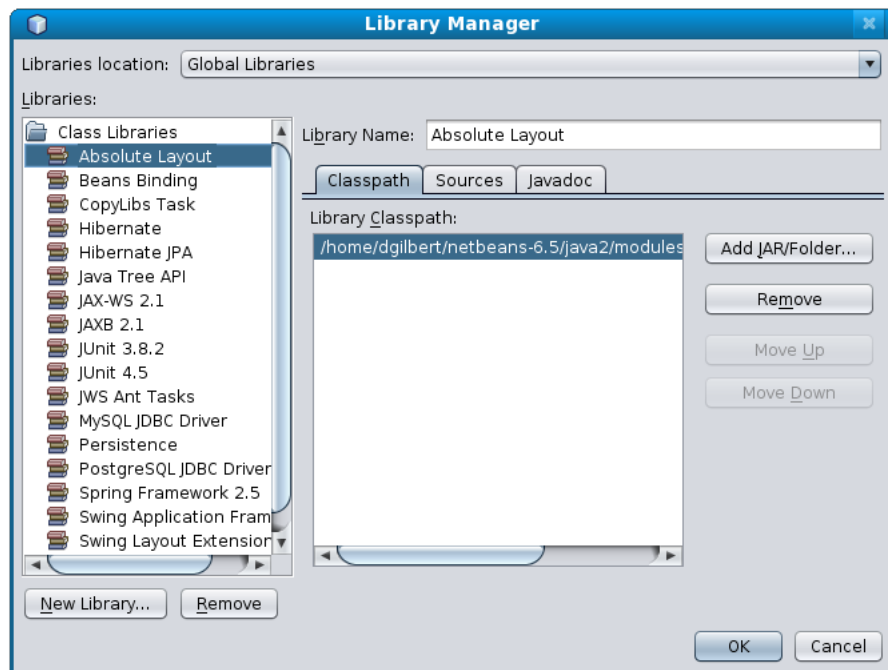 Library Manager
Libraries location: Global Libraries
Libraries:
Class Libraries
Absolute Layout
Beans Binding
CopyLibs Task
Hibernate
Hibernate JPA
Java Tree API
JAX-WS 2.1
JAXB 2.1
JUnit 3.8.2
JUnit 4.5
JWS Ant Tasks
MySQL JDBC Driver
Persistence
PostgreSQL JDBC Driver
Spring Framework 2.5
Swing Application Fram
Swing Layout Extension
New Library... Remove
Library Name: Absolute Layout
Classpath Sources Javadoc
Library Classpath:
/home/dgilbert/netbeans-6.5/java2/modules
Add JAR/Folder...
Remove
Move Up
Move Down
OK Cancel